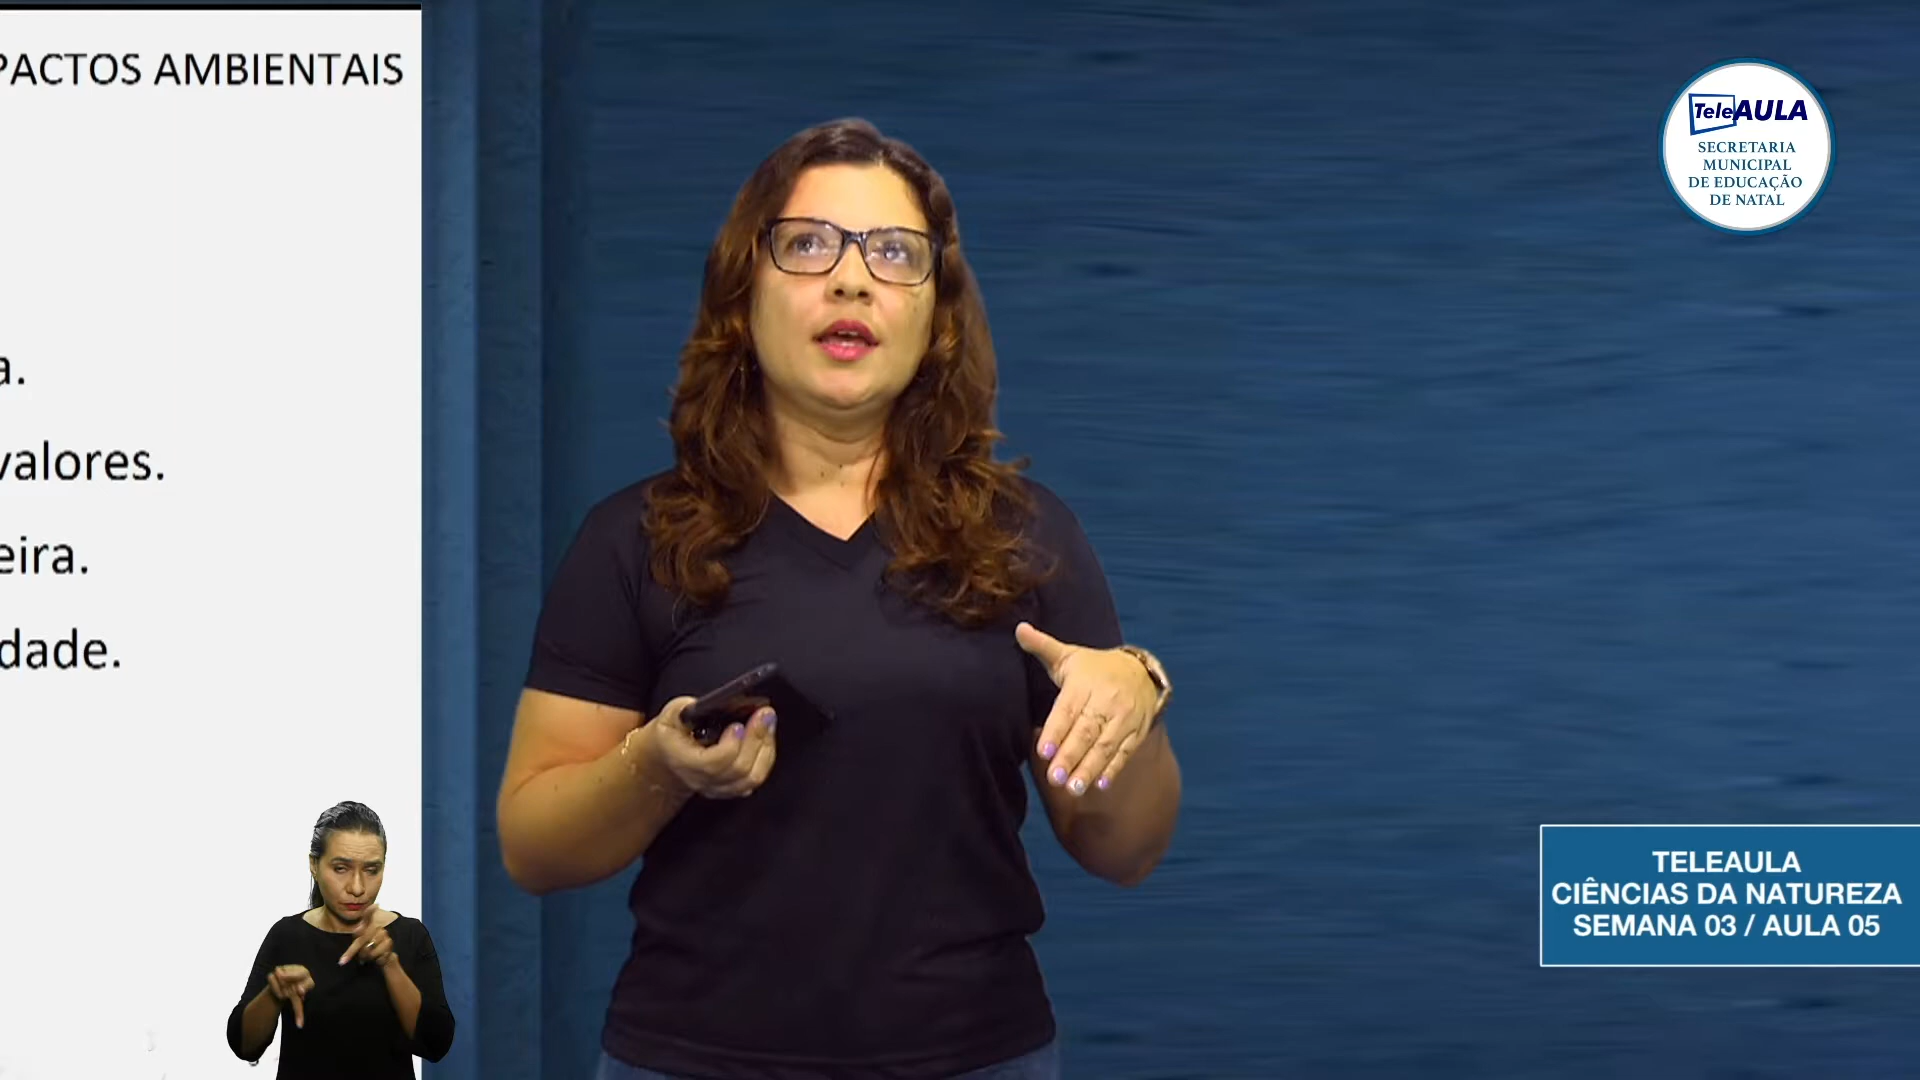 PACTOS AMBIENTAIS
a.
valores.
eira.
dade.
TeleAULA
SECRETARIA
MUNICIPAL
DE EDUCAÇÃO
DE NATAL
TELEAULA
CIÊNCIAS DA NATUREZA
SEMANA 03 / AULA 05